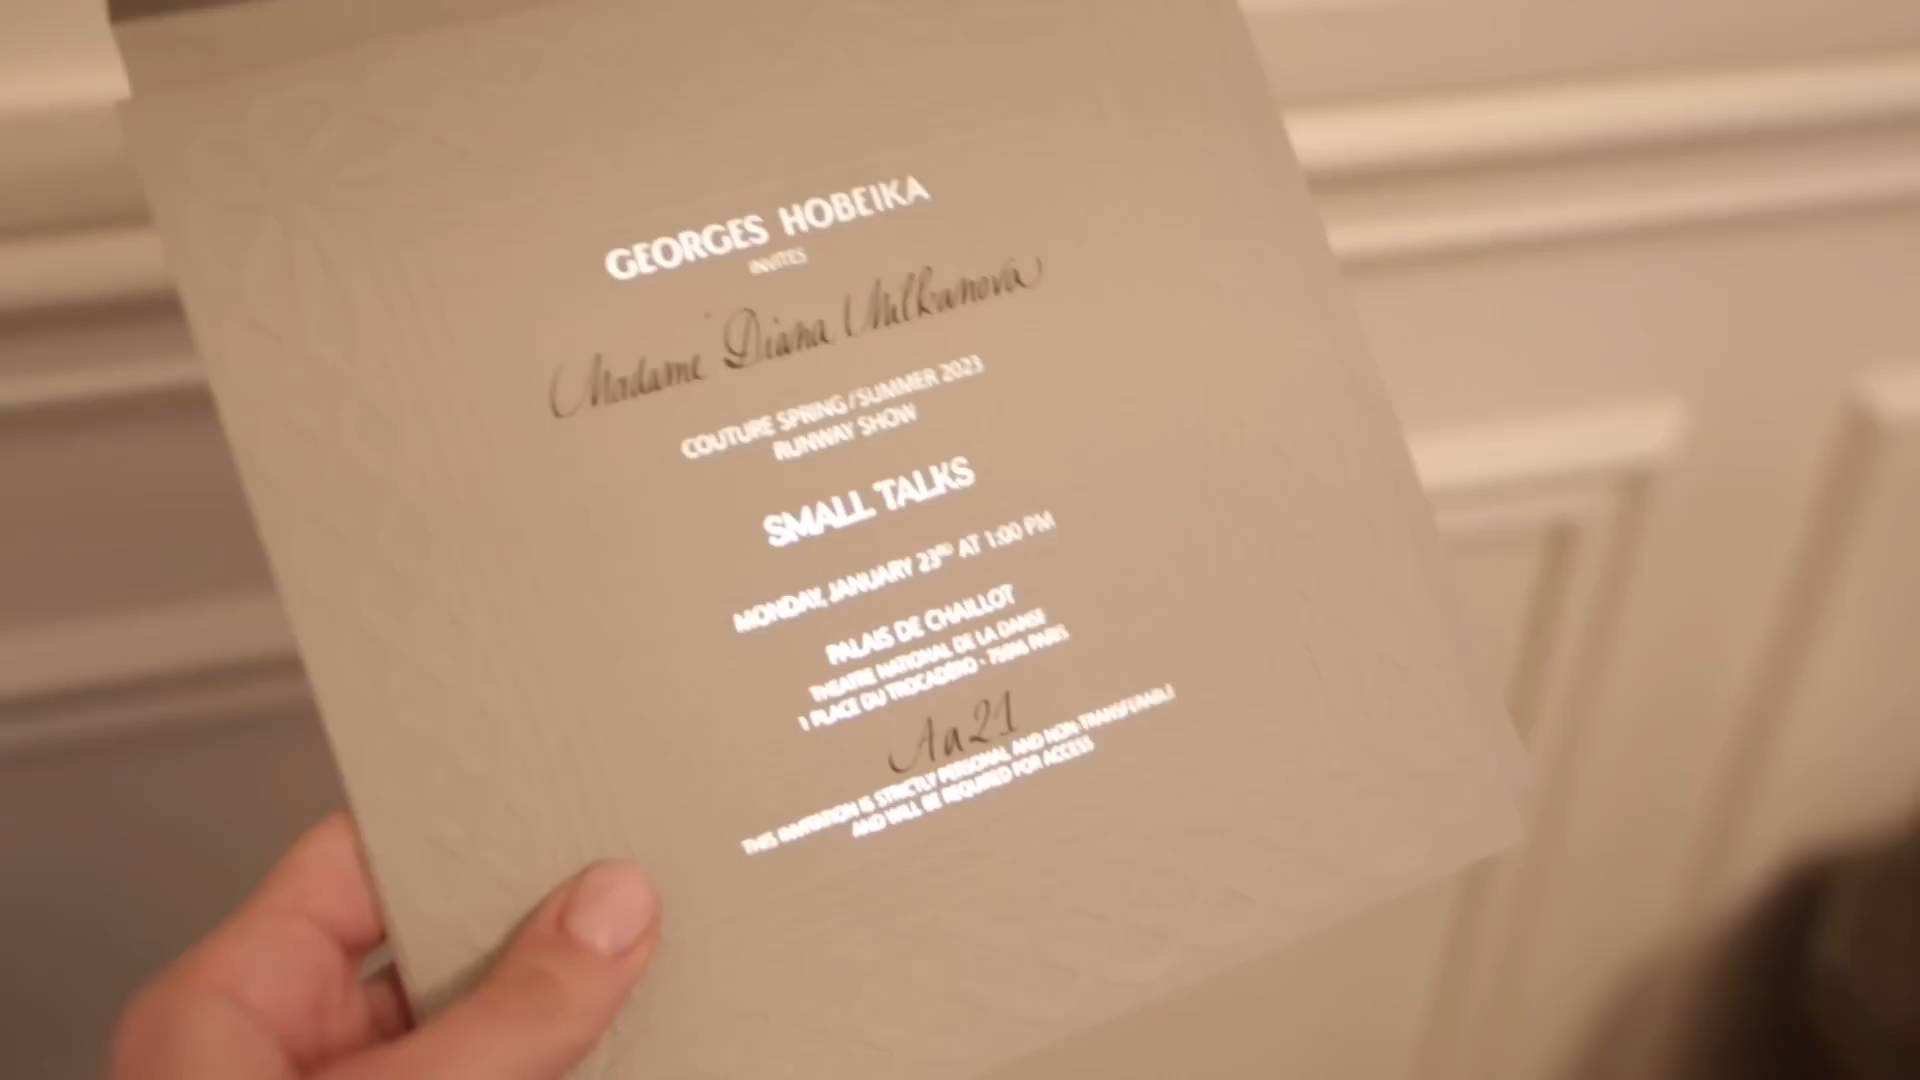 GEORGES HOBEIKA
INVITES
Madame Diana Milkanova
COUTURE SPRING / SUMMER 2023
RUNWAY SHOW
SMALL TALKS
MONDAY, JANUARY 23RD AT 1:00 PM
PALAIS DE CHAILLOT
THEATRE NATIONAL DE LA DANSE
1 PLACE DU TROCADERO - 75016 PARIS
Aa21
THIS INVITATION IS STRICTLY PERSONAL AND NON-TRANSFERABLE
AND WILL BE REQUIRED FOR ACCESS